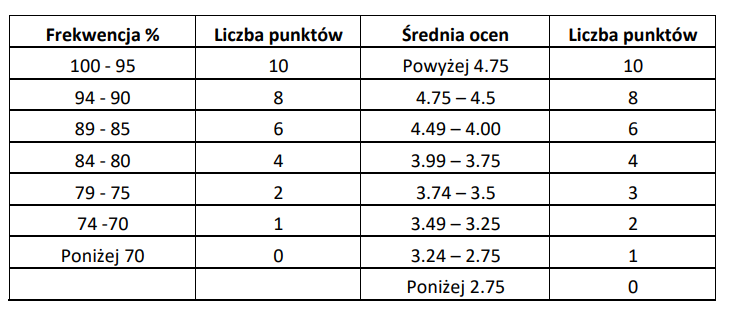 Frekwencja % Liczba punktów Średnia ocen Liczba punktów
100 - 95 10 Powyżej 4.75 10
94 - 90 8 4.75 – 4.5 8
89 - 85 6 4.49 – 4.00 6
84 - 80 4 3.99 – 3.75 4
79 - 75 2 3.74 – 3.5 3
74 -70 1 3.49 – 3.25 2
Poniżej 70 0 3.24 – 2.75 1
Poniżej 2.75 0